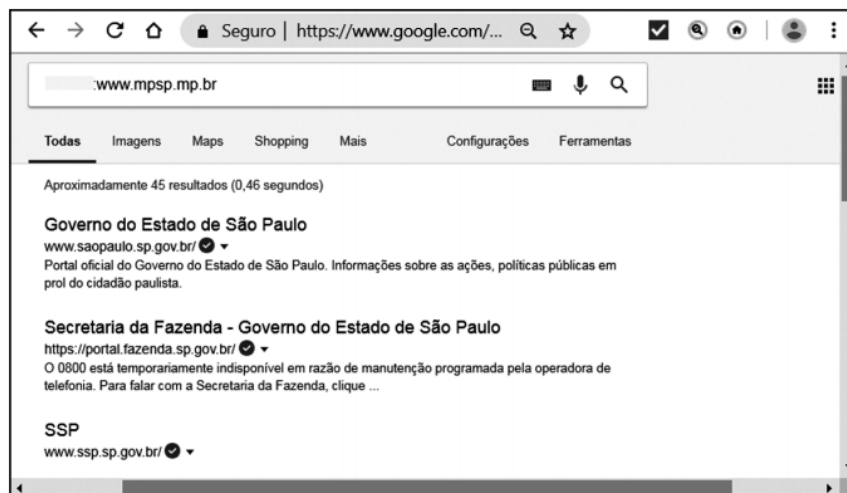 Seguro | https://www.google.com/...
:www.mpsp.mp.br
Todas Imagens Maps Shopping Mais Configurações Ferramentas
Aproximadamente 45 resultados (0,46 segundos)
Governo do Estado de São Paulo
www.saopaulo.sp.gov.br/
Portal oficial do Governo do Estado de São Paulo. Informações sobre as ações, políticas públicas em
prol do cidadão paulista.
Secretaria da Fazenda - Governo do Estado de São Paulo
https://portal.fazenda.sp.gov.br/
O 0800 está temporariamente indisponível em razão de manutenção programada pela operadora de
telefonia. Para falar com a Secretaria da Fazenda, clique ...
SSP
www.ssp.sp.gov.br/